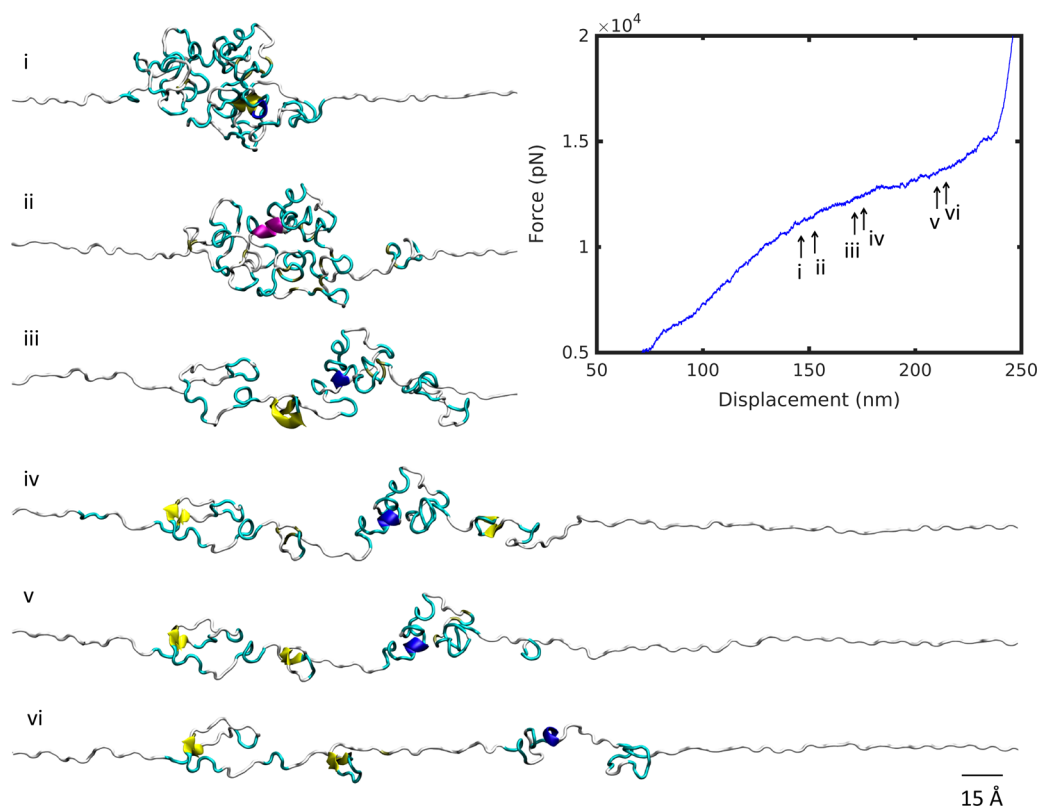 i
ii
iii
iv
v
vi
15 Å
×10⁴
2
1.5
1
0.5
Force (pN)
i
ii
iii
iv
v
vi
50
100
150
200
250
Displacement (nm)